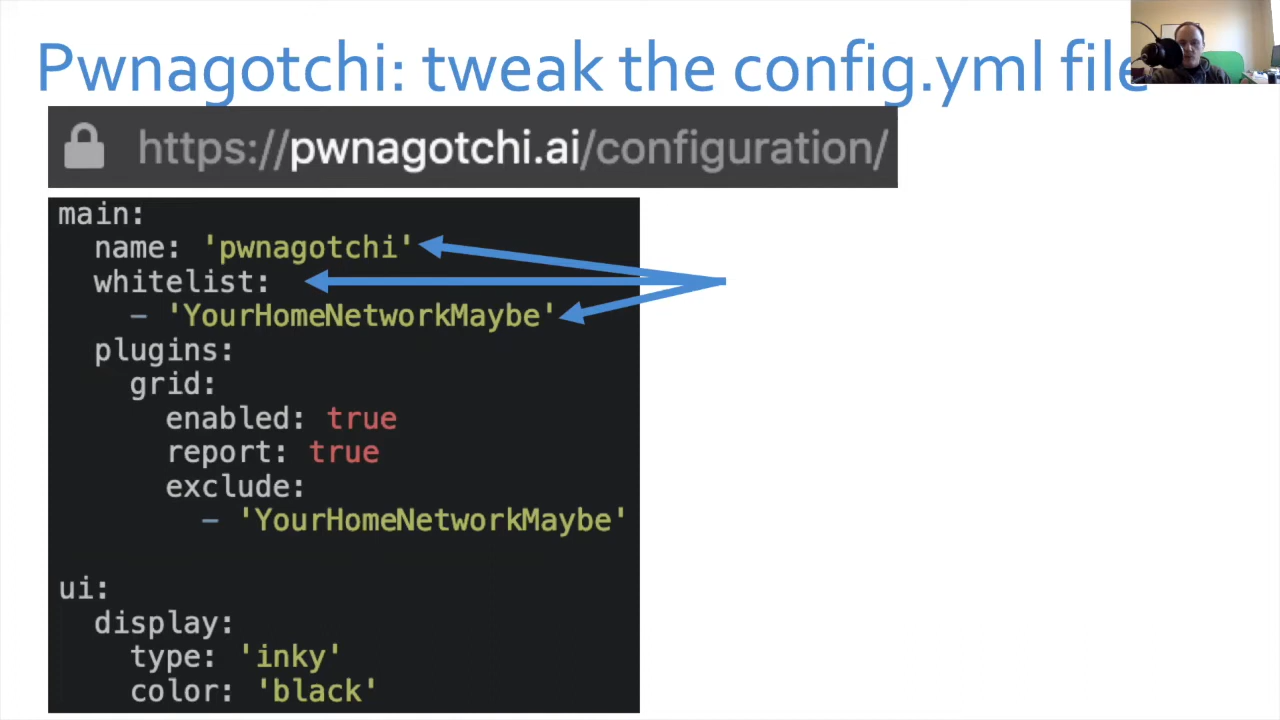 Pwnagotchi: tweak the config.yml file
https://pwnagotchi.ai/configuration/
main:
name: 'pwnagotchi'
whitelist:
- 'YourHomeNetworkMaybe'
plugins:
grid:
enabled: true
report: true
exclude:
- 'YourHomeNetworkMaybe'
ui:
display:
type: 'inky'
color: 'black'